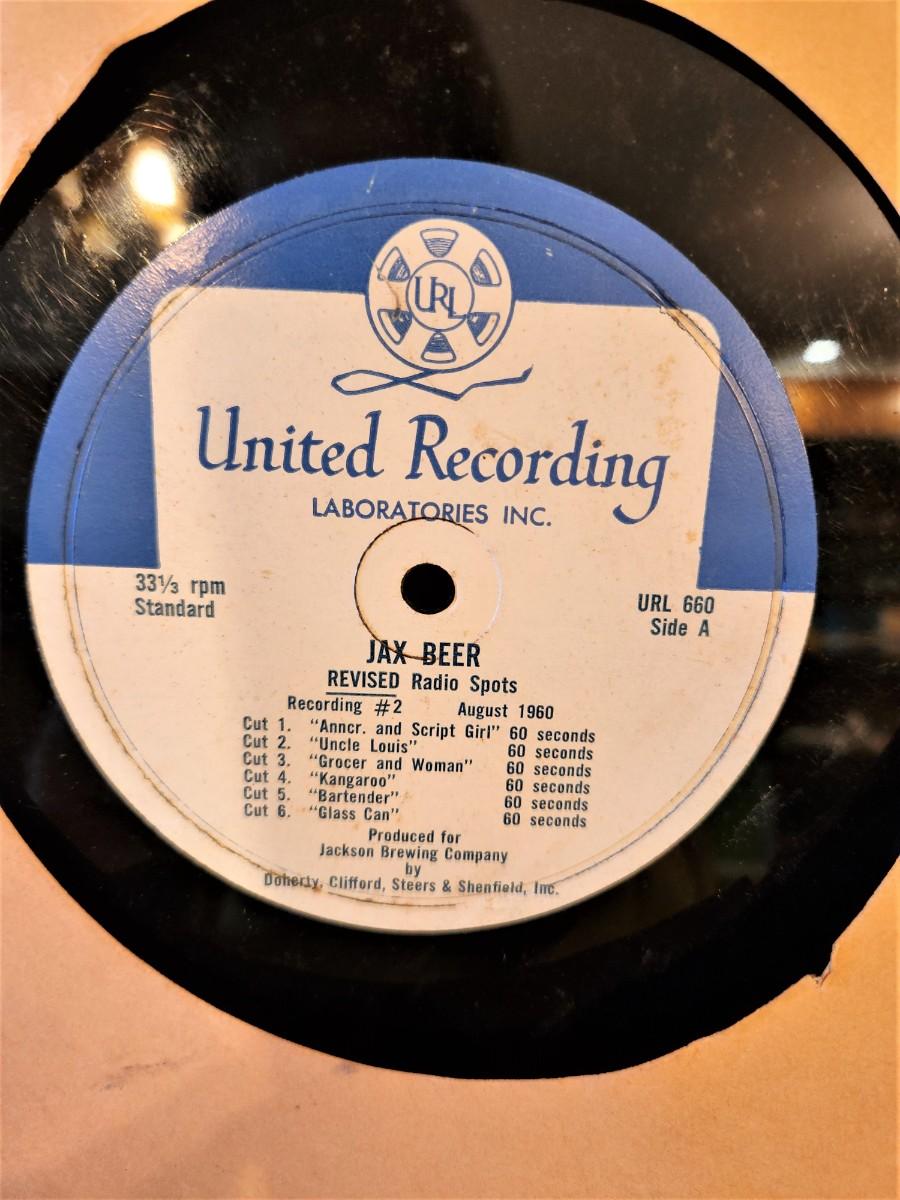 URL
United Recording
LABORATORIES INC.
33⅓ rpm
Standard
URL 660
Side A
JAX BEER
REVISED Radio Spots
Recording #2 August 1960
Cut 1. "Anncr. and Script Girl" 60 seconds
Cut 2. "Uncle Louis" 60 seconds
Cut 3. "Grocer and Woman" 60 seconds
Cut 4. "Kangaroo" 60 seconds
Cut 5. "Bartender" 60 seconds
Cut 6. "Glass Can" 60 seconds
Produced for
Jackson Brewing Company
by
Doherty, Clifford, Steers & Shenfield, Inc.